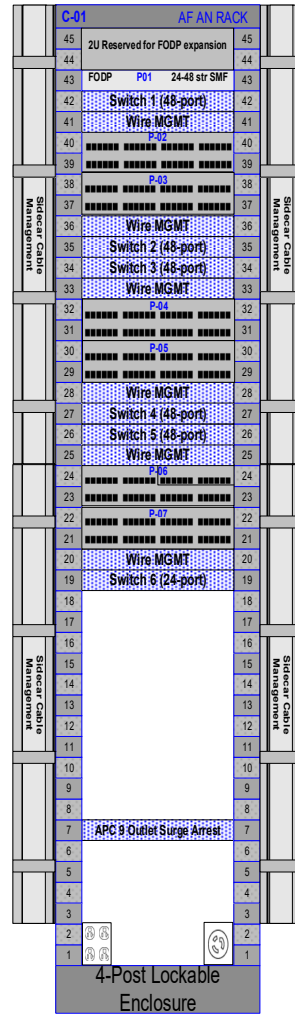 C-01 AF AN RACK
45 2U Reserved for FODP expansion 45
44 44
43 FODP P01 24-48 str SMF 43
42 Switch 1 (48-port) 42
41 Wire MGMT 41
40 P-02 40
39 39
38 P-03 38
37 37
Sidecar Cable
Management
Sidecar Cable
Management
36 Wire MGMT 36
35 Switch 2 (48-port) 35
34 Switch 3 (48-port) 34
33 Wire MGMT 33
32 P-04 32
31 31
30 P-05 30
29 29
28 Wire MGMT 28
27 Switch 4 (48-port) 27
26 Switch 5 (48-port) 26
25 Wire MGMT 25
24 P-06 24
23 23
22 P-07 22
21 21
20 Wire MGMT 20
19 Switch 6 (24-port) 19
18 18
17 17
16 16
15 15
Sidecar Cable
Management
Sidecar Cable
Management
14 14
13 13
12 12
11 11
10 10
9 9
8 8
7 APC 9 Outlet Surge Arrest 7
6 6
5 5
4 4
3 3
2 2
1 1
4-Post Lockable
Enclosure